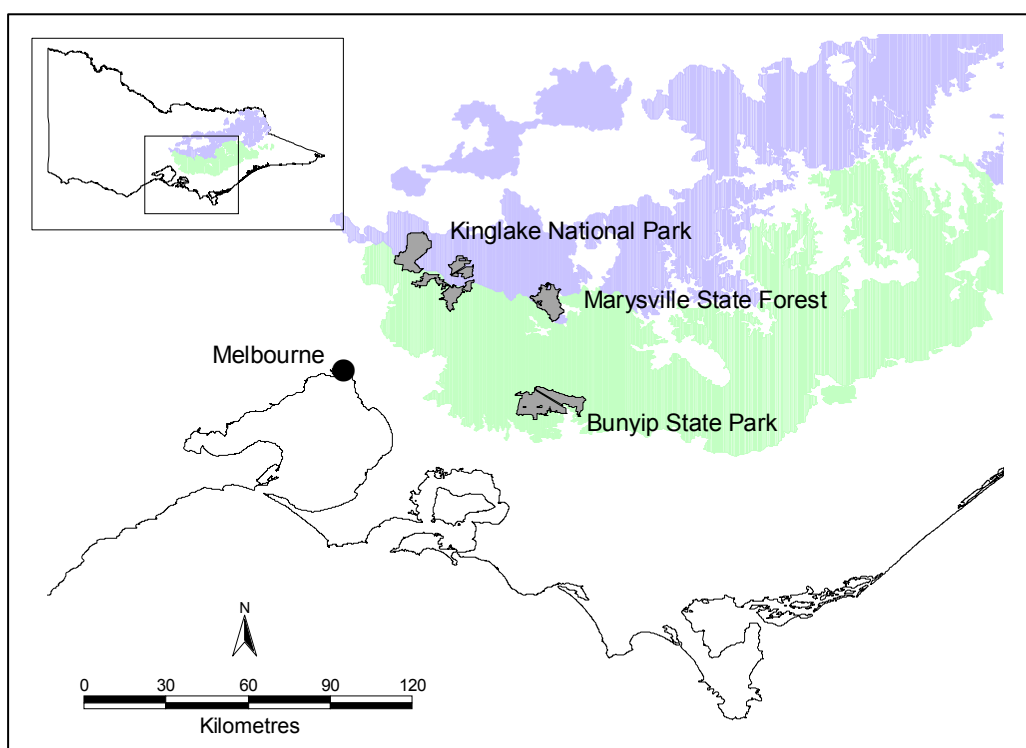 Kinglake National Park
Marysville State Forest
Melbourne
Bunyip State Park
N
0 30 60 90 120
Kilometres